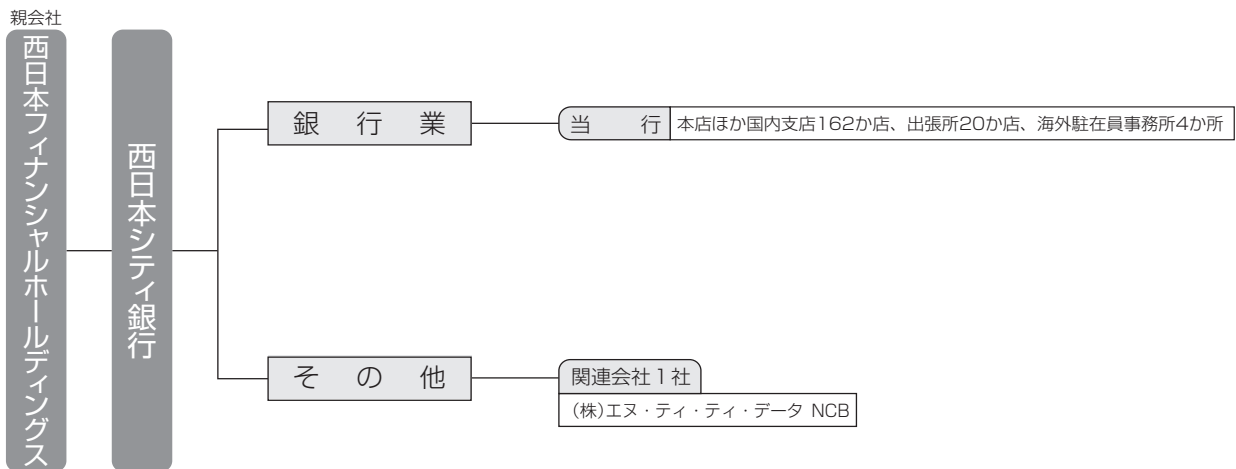 親会社
西日本フィナンシャルホールディングス
西日本シティ銀行
銀行業
当行
本店ほか国内支店162か店、出張所20か店、海外駐在員事務所4か所
その他
関連会社1社
(株)エヌ・ティ・ティ・データ NCB